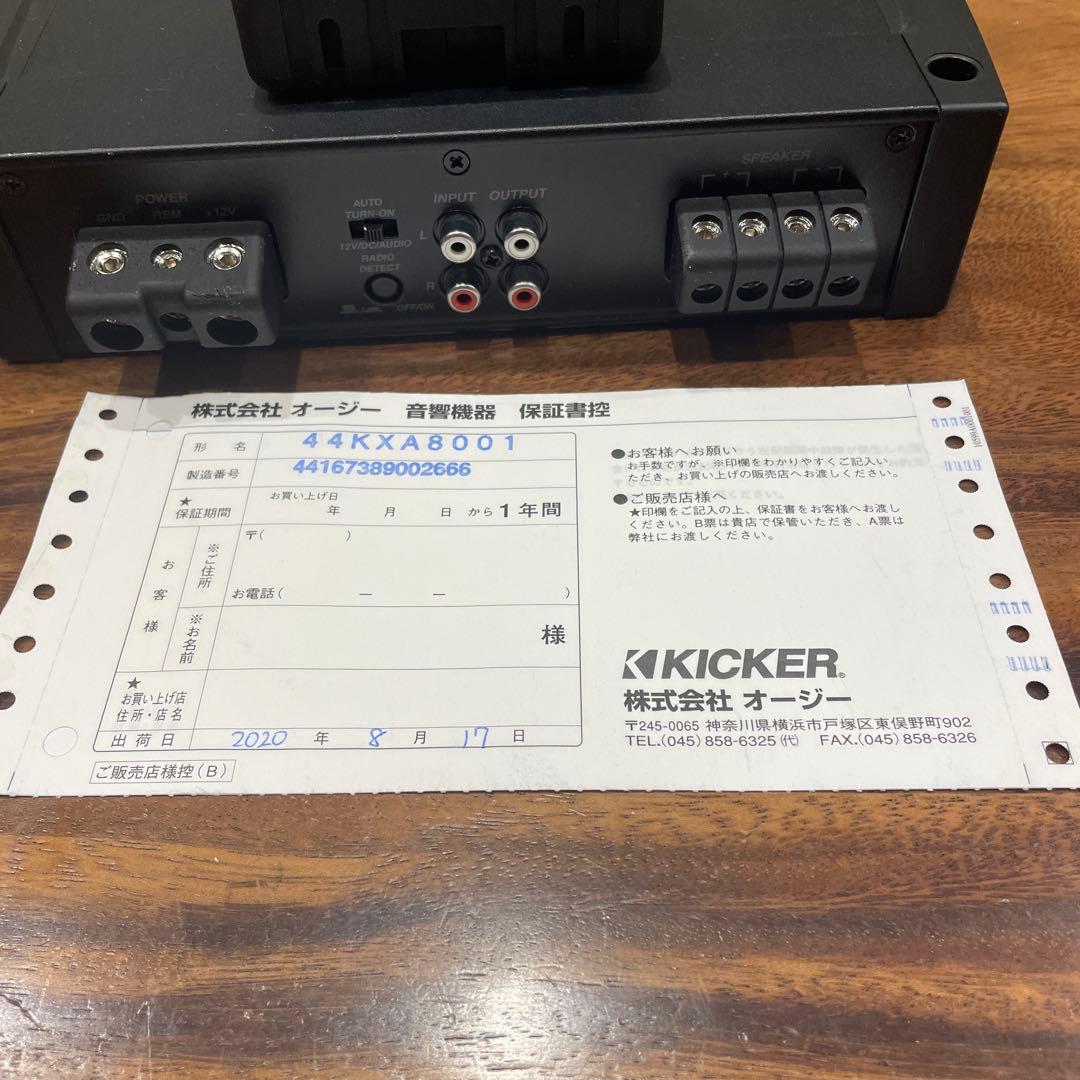 POWER
GND REM +12V
AUTO
TURN-ON
12V/DC/AUDIO
RADIO
DETECT
OFF/ON
INPUT OUTPUT
L
R
SPEAKER
株式会社 オージー 音響機器 保証書控
形名 44KXA8001
製造番号 44167389002666
★
保証期間
お買い上げ日
年 月 日 から1年間
お客様
※ご住所
〒( )
お電話( ー ー )
※お名前
様
★
お買い上げ店
住所・店名
出荷日 2020 年 8 月 17 日
ご販売店様控(B)
●お客様へお願い
お手数ですが、※印欄をわかりやすくご記入い
ただき、お買い上げの販売店へお渡しください。
●ご販売店様へ
★印欄をご記入の上、保証書をお客様へお渡し
ください。B票は貴店で保管いただき、A票は
弊社にお渡しください。
KICKER®
株式会社 オージー
〒245-0065 神奈川県横浜市戸塚区東俣野町902
TEL.(045) 858-6325 (代) FAX.(045) 858-6326